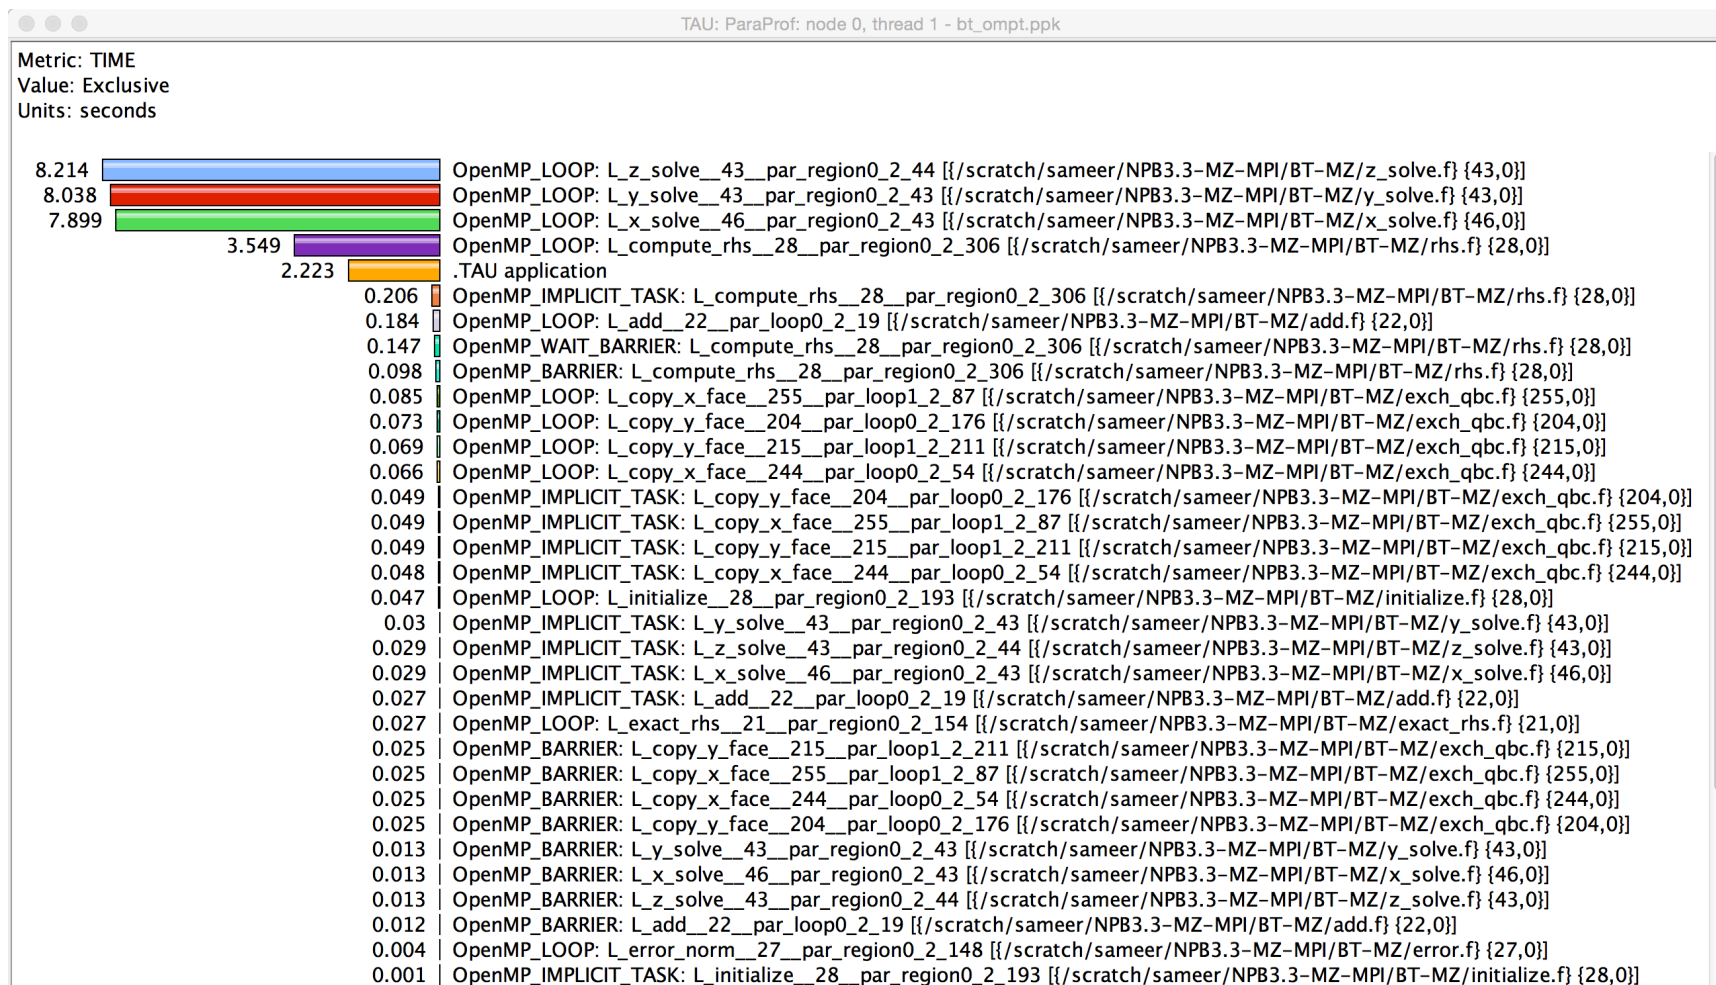 TAU: ParaProf: node 0, thread 1 - bt_ompt.ppk
Metric: TIME
Value: Exclusive
Units: seconds
8.214 OpenMP_LOOP: L_z_solve__43__par_region0_2_44 [{/scratch/sameer/NPB3.3-MZ-MPI/BT-MZ/z_solve.f} {43,0}]
8.038 OpenMP_LOOP: L_y_solve__43__par_region0_2_43 [{/scratch/sameer/NPB3.3-MZ-MPI/BT-MZ/y_solve.f} {43,0}]
7.899 OpenMP_LOOP: L_x_solve__46__par_region0_2_43 [{/scratch/sameer/NPB3.3-MZ-MPI/BT-MZ/x_solve.f} {46,0}]
3.549 OpenMP_LOOP: L_compute_rhs__28__par_region0_2_306 [{/scratch/sameer/NPB3.3-MZ-MPI/BT-MZ/rhs.f} {28,0}]
2.223 .TAU application
0.206 OpenMP_IMPLICIT_TASK: L_compute_rhs__28__par_region0_2_306 [{/scratch/sameer/NPB3.3-MZ-MPI/BT-MZ/rhs.f} {28,0}]
0.184 OpenMP_LOOP: L_add__22__par_loop0_2_19 [{/scratch/sameer/NPB3.3-MZ-MPI/BT-MZ/add.f} {22,0}]
0.147 OpenMP_WAIT_BARRIER: L_compute_rhs__28__par_region0_2_306 [{/scratch/sameer/NPB3.3-MZ-MPI/BT-MZ/rhs.f} {28,0}]
0.098 OpenMP_BARRIER: L_compute_rhs__28__par_region0_2_306 [{/scratch/sameer/NPB3.3-MZ-MPI/BT-MZ/rhs.f} {28,0}]
0.085 OpenMP_LOOP: L_copy_x_face__255__par_loop1_2_87 [{/scratch/sameer/NPB3.3-MZ-MPI/BT-MZ/exch_qbc.f} {255,0}]
0.073 OpenMP_LOOP: L_copy_y_face__204__par_loop0_2_176 [{/scratch/sameer/NPB3.3-MZ-MPI/BT-MZ/exch_qbc.f} {204,0}]
0.069 OpenMP_LOOP: L_copy_y_face__215__par_loop1_2_211 [{/scratch/sameer/NPB3.3-MZ-MPI/BT-MZ/exch_qbc.f} {215,0}]
0.066 OpenMP_LOOP: L_copy_x_face__244__par_loop0_2_54 [{/scratch/sameer/NPB3.3-MZ-MPI/BT-MZ/exch_qbc.f} {244,0}]
0.049 OpenMP_IMPLICIT_TASK: L_copy_y_face__204__par_loop0_2_176 [{/scratch/sameer/NPB3.3-MZ-MPI/BT-MZ/exch_qbc.f} {204,0}]
0.049 OpenMP_IMPLICIT_TASK: L_copy_x_face__255__par_loop1_2_87 [{/scratch/sameer/NPB3.3-MZ-MPI/BT-MZ/exch_qbc.f} {255,0}]
0.049 OpenMP_IMPLICIT_TASK: L_copy_y_face__215__par_loop1_2_211 [{/scratch/sameer/NPB3.3-MZ-MPI/BT-MZ/exch_qbc.f} {215,0}]
0.048 OpenMP_IMPLICIT_TASK: L_copy_x_face__244__par_loop0_2_54 [{/scratch/sameer/NPB3.3-MZ-MPI/BT-MZ/exch_qbc.f} {244,0}]
0.047 OpenMP_LOOP: L_initialize__28__par_region0_2_193 [{/scratch/sameer/NPB3.3-MZ-MPI/BT-MZ/initialize.f} {28,0}]
0.03 OpenMP_IMPLICIT_TASK: L_y_solve__43__par_region0_2_43 [{/scratch/sameer/NPB3.3-MZ-MPI/BT-MZ/y_solve.f} {43,0}]
0.029 OpenMP_IMPLICIT_TASK: L_z_solve__43__par_region0_2_44 [{/scratch/sameer/NPB3.3-MZ-MPI/BT-MZ/z_solve.f} {43,0}]
0.029 OpenMP_IMPLICIT_TASK: L_x_solve__46__par_region0_2_43 [{/scratch/sameer/NPB3.3-MZ-MPI/BT-MZ/x_solve.f} {46,0}]
0.027 OpenMP_IMPLICIT_TASK: L_add__22__par_loop0_2_19 [{/scratch/sameer/NPB3.3-MZ-MPI/BT-MZ/add.f} {22,0}]
0.027 OpenMP_LOOP: L_exact_rhs__21__par_region0_2_154 [{/scratch/sameer/NPB3.3-MZ-MPI/BT-MZ/exact_rhs.f} {21,0}]
0.025 OpenMP_BARRIER: L_copy_y_face__215__par_loop1_2_211 [{/scratch/sameer/NPB3.3-MZ-MPI/BT-MZ/exch_qbc.f} {215,0}]
0.025 OpenMP_BARRIER: L_copy_x_face__255__par_loop1_2_87 [{/scratch/sameer/NPB3.3-MZ-MPI/BT-MZ/exch_qbc.f} {255,0}]
0.025 OpenMP_BARRIER: L_copy_x_face__244__par_loop0_2_54 [{/scratch/sameer/NPB3.3-MZ-MPI/BT-MZ/exch_qbc.f} {244,0}]
0.025 OpenMP_BARRIER: L_copy_y_face__204__par_loop0_2_176 [{/scratch/sameer/NPB3.3-MZ-MPI/BT-MZ/exch_qbc.f} {204,0}]
0.013 OpenMP_BARRIER: L_y_solve__43__par_region0_2_43 [{/scratch/sameer/NPB3.3-MZ-MPI/BT-MZ/y_solve.f} {43,0}]
0.013 OpenMP_BARRIER: L_x_solve__46__par_region0_2_43 [{/scratch/sameer/NPB3.3-MZ-MPI/BT-MZ/x_solve.f} {46,0}]
0.013 OpenMP_BARRIER: L_z_solve__43__par_region0_2_44 [{/scratch/sameer/NPB3.3-MZ-MPI/BT-MZ/z_solve.f} {43,0}]
0.012 OpenMP_BARRIER: L_add__22__par_loop0_2_19 [{/scratch/sameer/NPB3.3-MZ-MPI/BT-MZ/add.f} {22,0}]
0.004 OpenMP_LOOP: L_error_norm__27__par_region0_2_148 [{/scratch/sameer/NPB3.3-MZ-MPI/BT-MZ/error.f} {27,0}]
0.001 OpenMP_IMPLICIT_TASK: L_initialize__28__par_region0_2_193 [{/scratch/sameer/NPB3.3-MZ-MPI/BT-MZ/initialize.f} {28,0}]